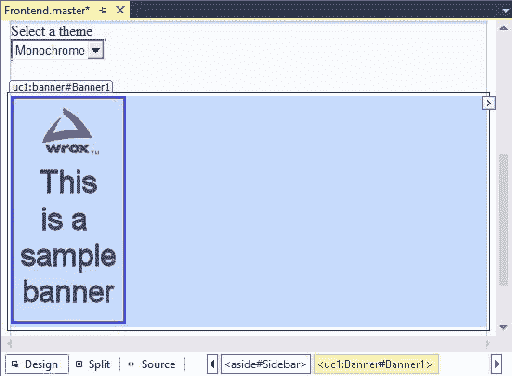 Frontend.master*
Select a theme
Monochrome
uc1:banner#Banner1
wrox™
This
is a
sample
banner
Design Split Source <aside#Sidebar> <uc1:Banner#Banner1>